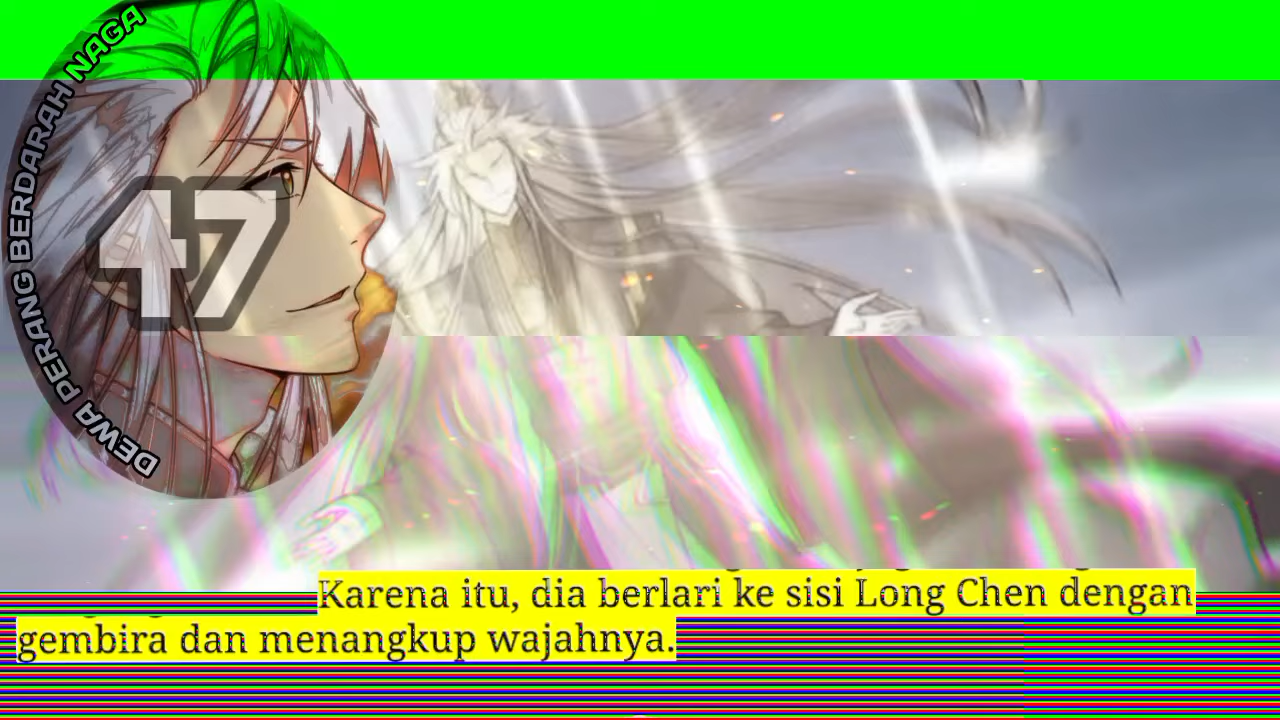 DEWA PERANG BERDARAH NAGA
47
Karena itu, dia berlari ke sisi Long Chen dengan
gembira dan menangkup wajahnya.